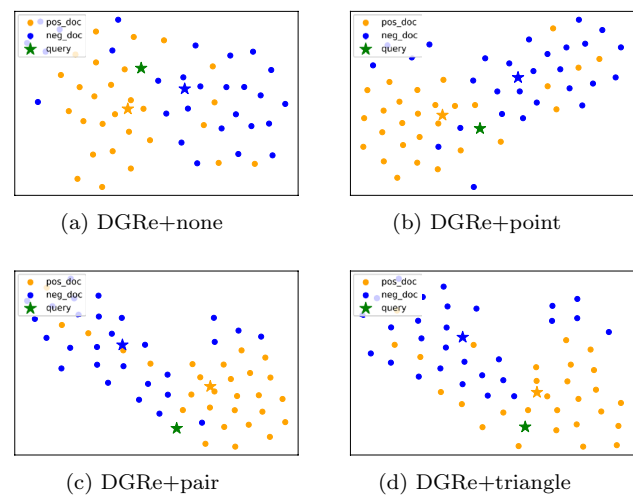 pos_doc
neg_doc
query
pos_doc
neg_doc
query
(a) DGRe+none
(b) DGRe+point
pos_doc
neg_doc
query
pos_doc
neg_doc
query
(c) DGRe+pair
(d) DGRe+triangle